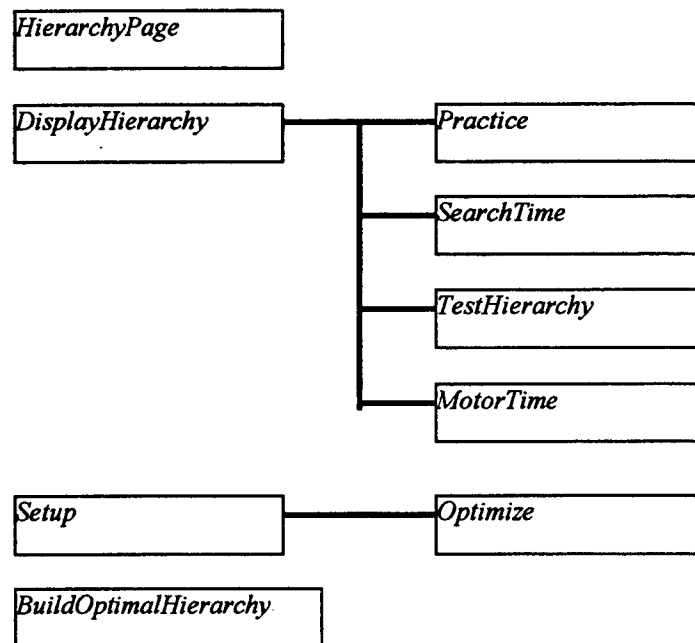 HierarchyPage
DisplayHierarchy
Practice
SearchTime
TestHierarchy
MotorTime
Setup
Optimize
BuildOptimalHierarchy